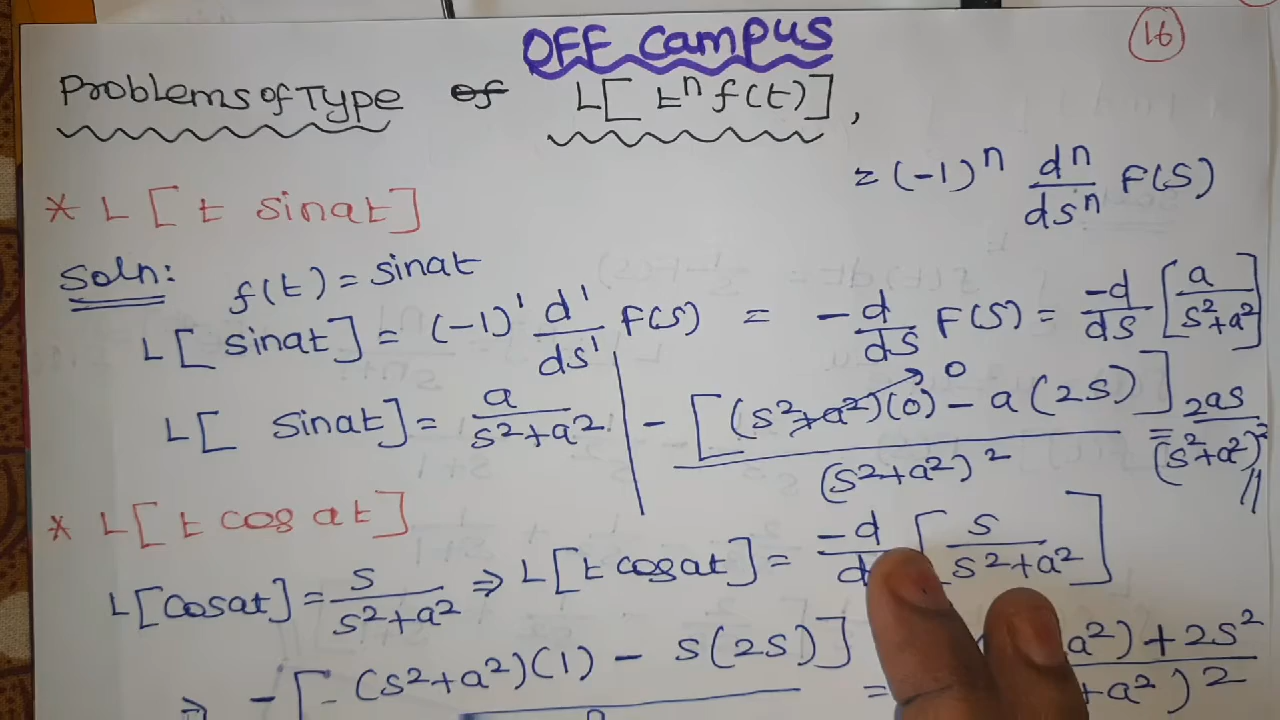 OFF campus
16
Problems of Type of L[t^n f(t)],
= (-1)^n d^n/ds^n F(S)
* L[t sinat]
Soln: f(t) = sinat
L[sinat] = (-1)^1 d^1/ds^1 F(S) = -d/ds F(S) = -d/ds [a/s^2+a^2]
L[sinat] = a/s^2+a^2
-[(s^2+a^2)(0) 0 - a(2s)]/(s^2+a^2)^2 = 2as/(s^2+a^2)^2 //
* L[t cosat]
L[cosat] = s/s^2+a^2 ⇒ L[t cosat] = -d/d [s/s^2+a^2]
⇒ -[(s^2+a^2)(1) - s(2s)] = a^2)+2s^2/+a^2)^2